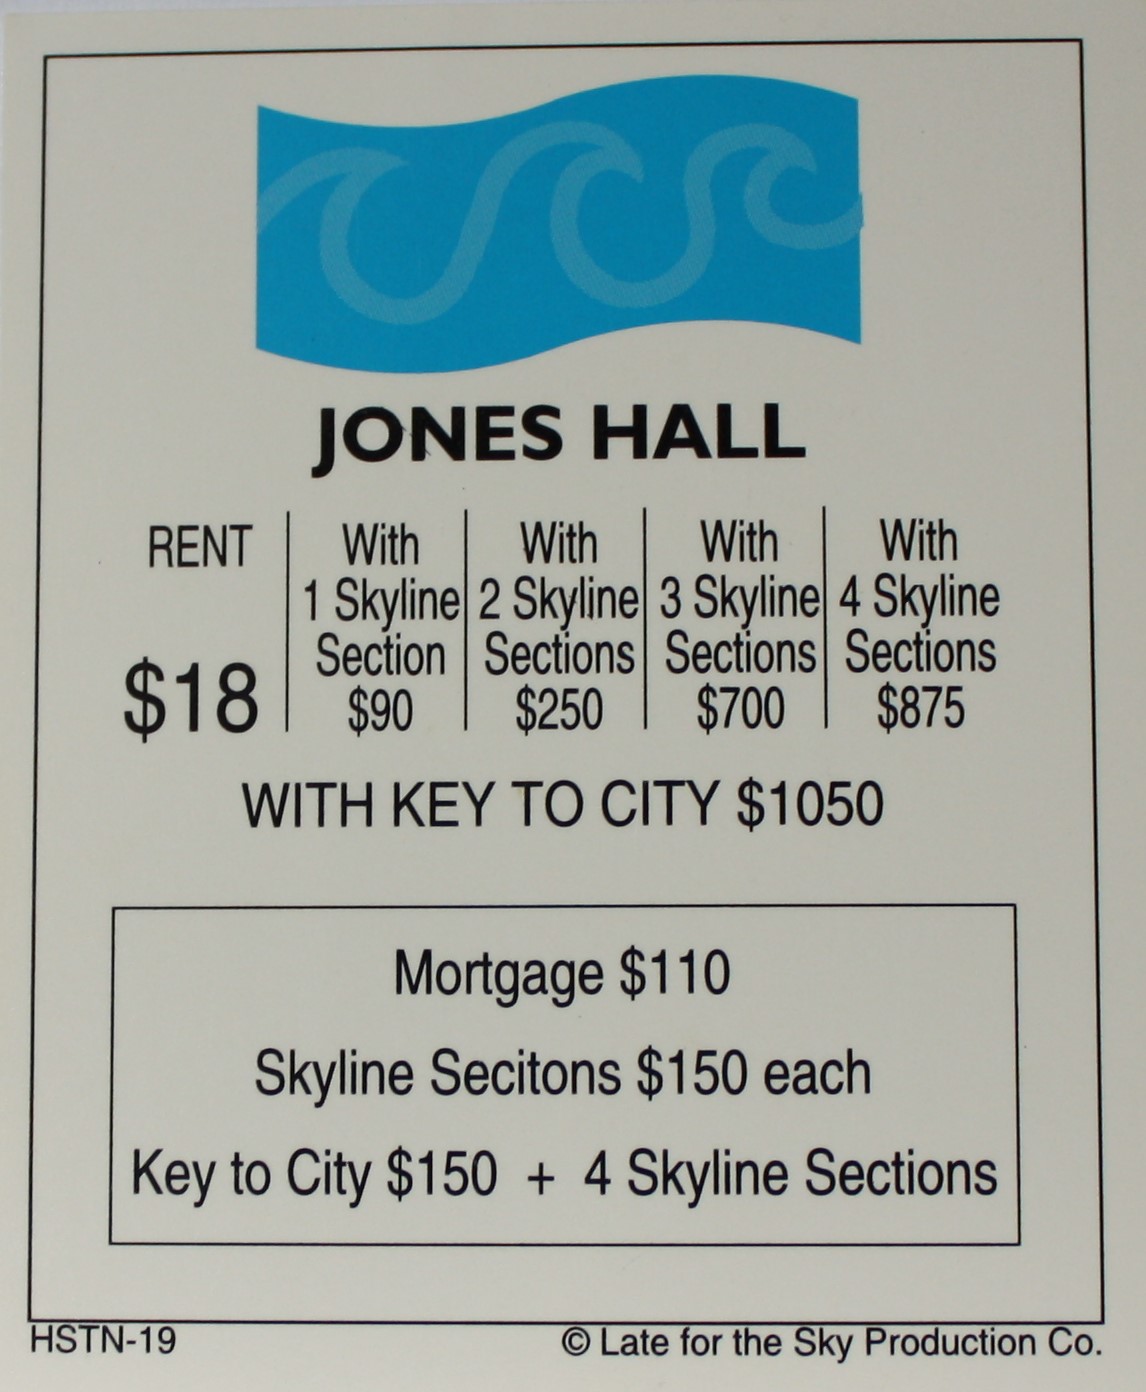 JONES HALL
RENT
$18
With
1 Skyline
Section
$90
With
2 Skyline
Sections
$250
With
3 Skyline
Sections
$700
With
4 Skyline
Sections
$875
WITH KEY TO CITY $1050
Mortgage $110
Skyline Secitons $150 each
Key to City $150 + 4 Skyline Sections
HSTN-19
© Late for the Sky Production Co.